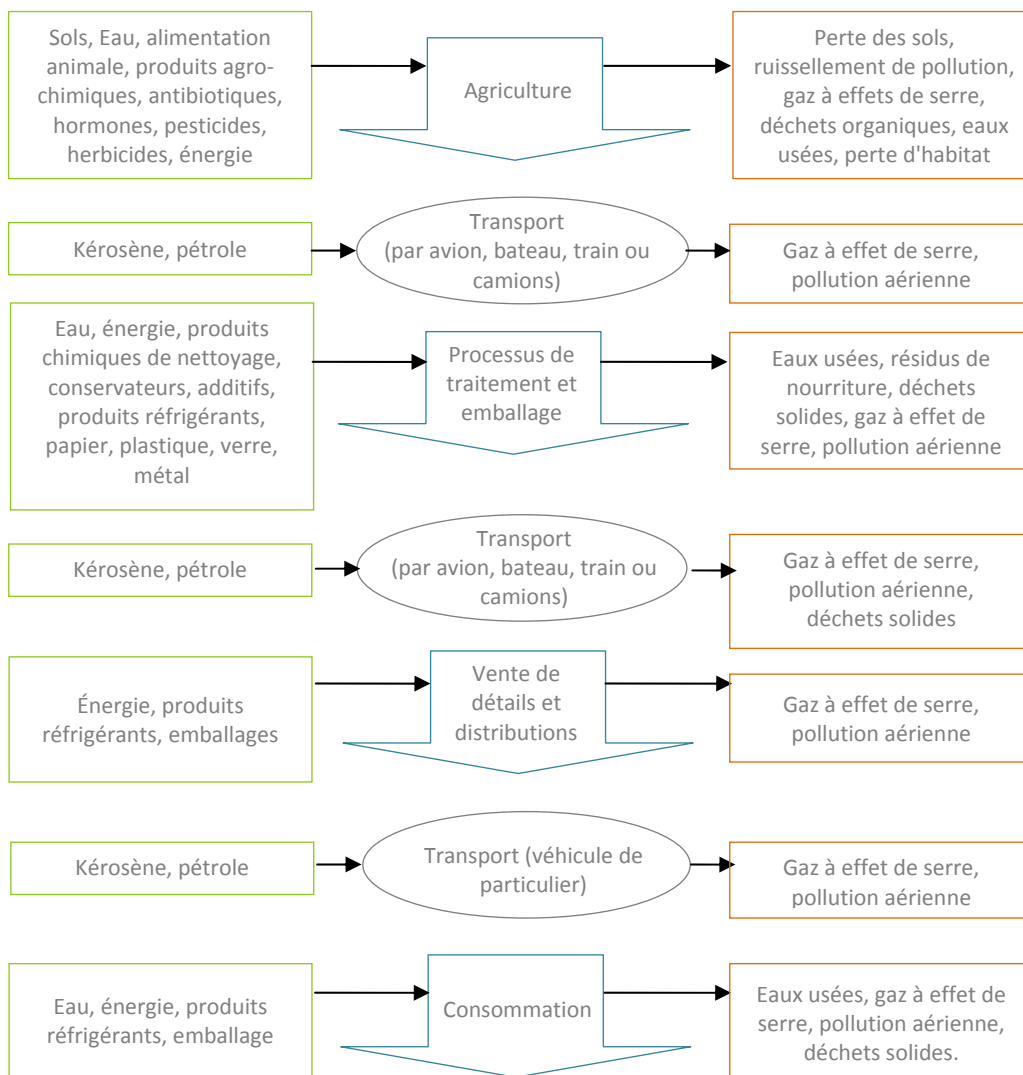 Sols, Eau, alimentation
animale, produits agro-
chimiques, antibiotiques,
hormones, pesticides,
herbicides, énergie
Agriculture
Perte des sols,
ruissellement de pollution,
gaz à effets de serre,
déchets organiques, eaux
usées, perte d'habitat
Kérosène, pétrole
Transport
(par avion, bateau, train ou
camions)
Gaz à effet de serre,
pollution aérienne
Eau, énergie, produits
chimiques de nettoyage,
conservateurs, additifs,
produits réfrigérants,
papier, plastique, verre,
métal
Processus de
traitement et
emballage
Eaux usées, résidus de
nourriture, déchets
solides, gaz à effet de
serre, pollution aérienne
Kérosène, pétrole
Transport
(par avion, bateau, train ou
camions)
Gaz à effet de serre,
pollution aérienne,
déchets solides
Énergie, produits
réfrigérants, emballages
Vente de
détails et
distributions
Gaz à effet de serre,
pollution aérienne
Kérosène, pétrole
Transport (véhicule de
particulier)
Gaz à effet de serre,
pollution aérienne
Eau, énergie, produits
réfrigérants, emballage
Consommation
Eaux usées, gaz à effet de
serre, pollution aérienne,
déchets solides.